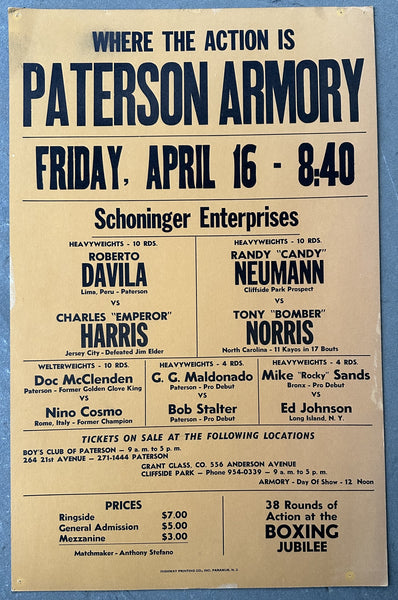 WHERE THE ACTION IS
PATERSON ARMORY
FRIDAY, APRIL 16 - 8:40
Schoninger Enterprises
HEAVYWEIGHTS - 10 RDS.
ROBERTO
DAVILA
Lima, Peru - Paterson
VS
CHARLES "EMPEROR"
HARRIS
Jersey City - Defeated Jim Elder
HEAVYWEIGHTS - 10 RDS.
RANDY "CANDY"
NEUMANN
Cliffside Park Prospect
VS
TONY "BOMBER"
NORRIS
North Carolina - 11 Kayos in 17 Bouts
WELTERWEIGHTS - 10 RDS.
Doc McClenden
Paterson - Former Golden Glove King
VS
Nino Cosmo
Rome, Italy - Former Champion
HEAVYWEIGHTS - 4 RDS.
G. G. Maldonado
Paterson - Pro Debut
VS
Bob Stalter
Paterson - Pro Debut
HEAVYWEIGHTS - 4 RDS.
Mike "Rocky" Sands
Bronx - Pro Debut
VS
Ed Johnson
Long Island, N. Y.
TICKETS ON SALE AT THE FOLLOWING LOCATIONS
BOY'S CLUB OF PATERSON — 9 a. m. to 5 p. m.
264 21st AVENUE — 271-1444 PATERSON
GRANT GLASS, CO. 556 ANDERSON AVENUE
CLIFFSIDE PARK — Phone 954-0339 — 9 a. m. to 5 p. m.
ARMORY - Day Of Show - 12 Noon
PRICES
Ringside $7.00
General Admission $5.00
Mezzanine $3.00
Matchmaker - Anthony Stefano
38 Rounds of
Action at the
BOXING
JUBILEE
HIGHWAY PRINTING CO., INC. PARAMUS, N. J.